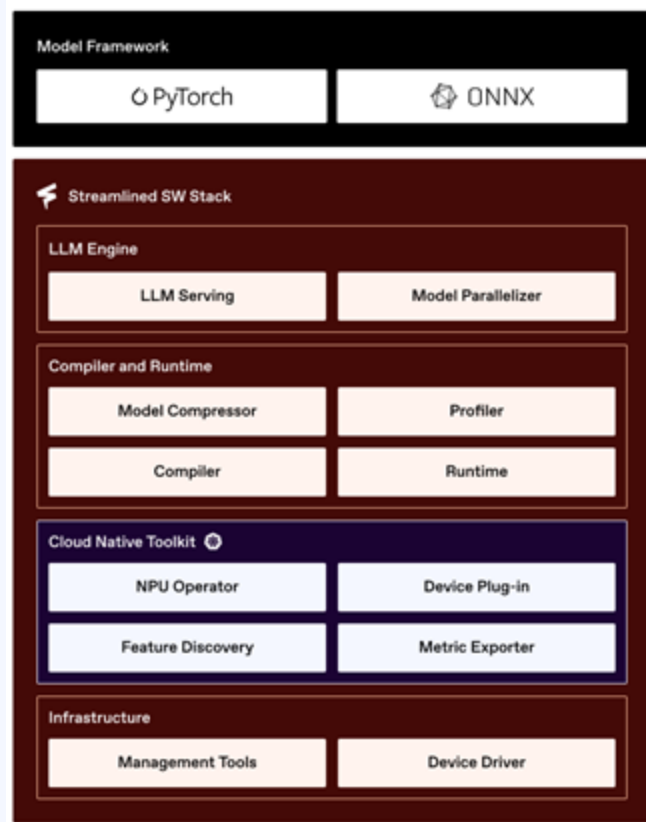 Model Framework
PyTorch ONNX
Streamlined SW Stack
LLM Engine
LLM Serving Model Parallelizer
Compiler and Runtime
Model Compressor Profiler
Compiler Runtime
Cloud Native Toolkit
NPU Operator Device Plug-in
Feature Discovery Metric Exporter
Infrastructure
Management Tools Device Driver